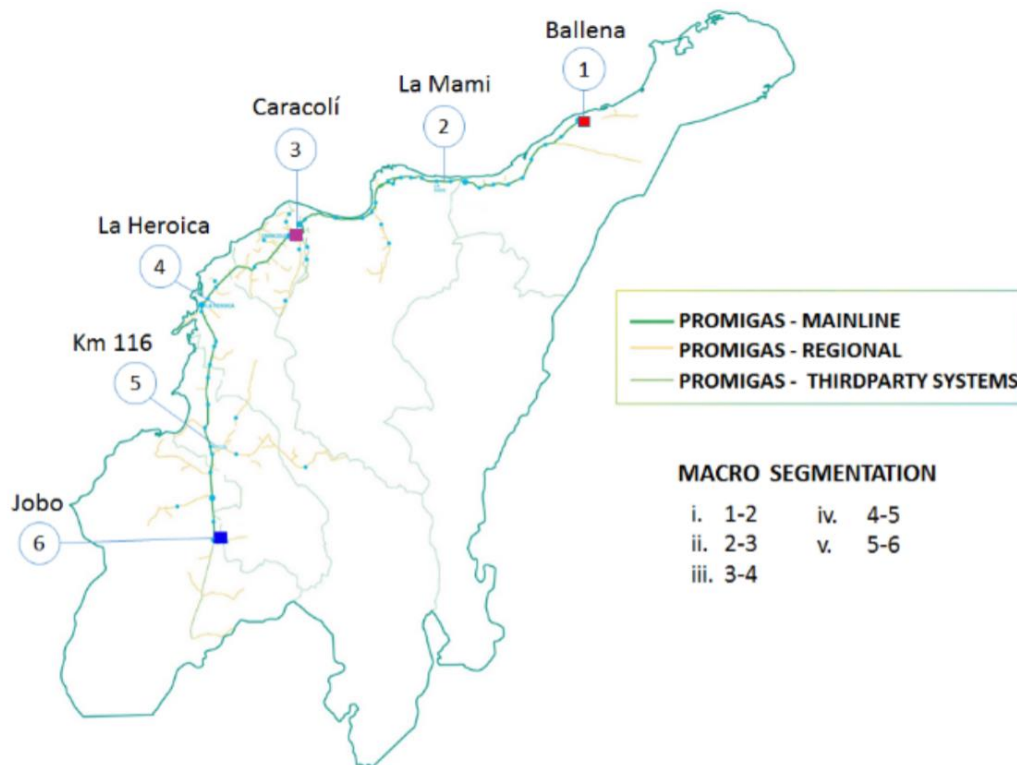 Ballena
1
La Mami
2
Caracolí
3
La Heroica
4
Km 116
5
Jobo
6
PROMIGAS - MAINLINE
PROMIGAS - REGIONAL
PROMIGAS - THIRDPARTY SYSTEMS
MACRO SEGMENTATION
i. 1-2 iv. 4-5
ii. 2-3 v. 5-6
iii. 3-4